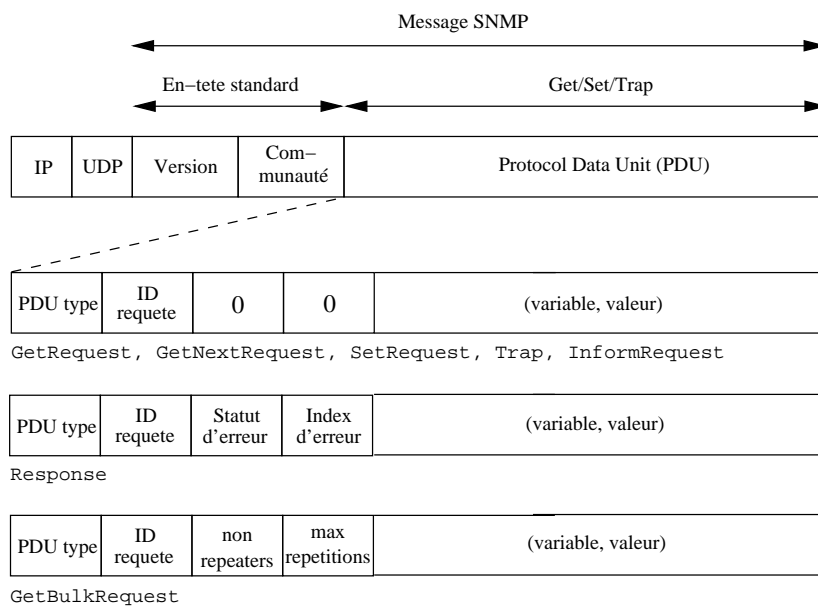 Message SNMP
En−tete standard
Get/Set/Trap
IP
UDP
Version
Com−
munauté
Protocol Data Unit (PDU)
PDU type
ID
requete
0
0
(variable, valeur)
GetRequest, GetNextRequest, SetRequest, Trap, InformRequest
PDU type
ID
requete
Statut
d'erreur
Index
d'erreur
(variable, valeur)
Response
PDU type
ID
requete
non
repeaters
max
repetitions
(variable, valeur)
GetBulkRequest